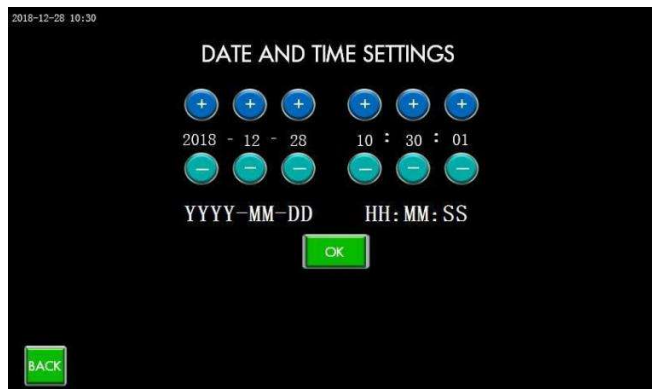 2018-12-28 10:30
DATE AND TIME SETTINGS
+ + + + + +
2018 - 12 - 28 10 : 30 : 01
− − − − − −
YYYY-MM-DD HH:MM:SS
OK
BACK